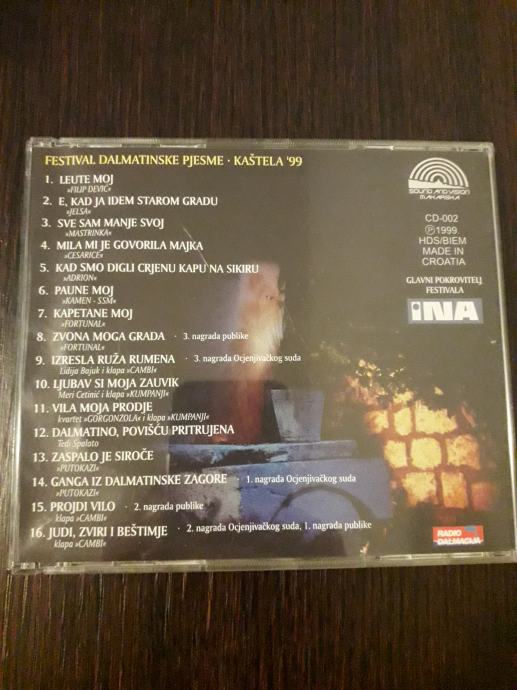 FESTIVAL DALMATINSKE PJESME · KAŠTELA '99
1. LEUTE MOJ
»FILIP DEVIĆ«
2. E, KAD JA IDEM STAROM GRADU
»JELSA«
3. SVE SAM MANJE SVOJ
»MASTRINKA«
4. MILA MI JE GOVORILA MAJKA
»CESARICE«
5. KAD SMO DIGLI CRJENU KAPU NA SIKIRU
»ADRION«
6. PAUNE MOJ
»KAMEN - SSM«
7. KAPETANE MOJ
»FORTUNAL«
8. ZVONA MOGA GRADA · 3. nagrada publike
»FORTUNAL«
9. IZRESLA RUŽA RUMENA · 3. nagrada Ocjenjivačkog suda
Lidija Bajuk i klapa »CAMBI«
10. LJUBAV SI MOJA ZAUVIK
Meri Cetinić i klapa »KUMPANJI«
11. VILA MOJA PRODJE
kvartet »GORGONZOLA« i klapa »KUMPANJI«
12. DALMATINO, POVIŠĆU PRITRUJENA
Tedi Spalato
13. ZASPALO JE SIROČE
»PUTOKAZI«
14. GANGA IZ DALMATINSKE ZAGORE · 1. nagrada Ocjenjivačkog suda
»PUTOKAZI«
15. PROJDI VILO · 2. nagrada publike
klapa »CAMBI«
16. JUDI, ZVIRI I BEŠTIMJE · 2. nagrada Ocjenjivačkog suda, 1. nagrada publike
klapa »CAMBI«
SOUND AND VISION
MAKARSKA
CD-002
Ⓟ1999.
HDS/BIEM
MADE IN
CROATIA
GLAVNI POKROVITELJ
FESTIVALA
INA
RADIO
DALMACIJA